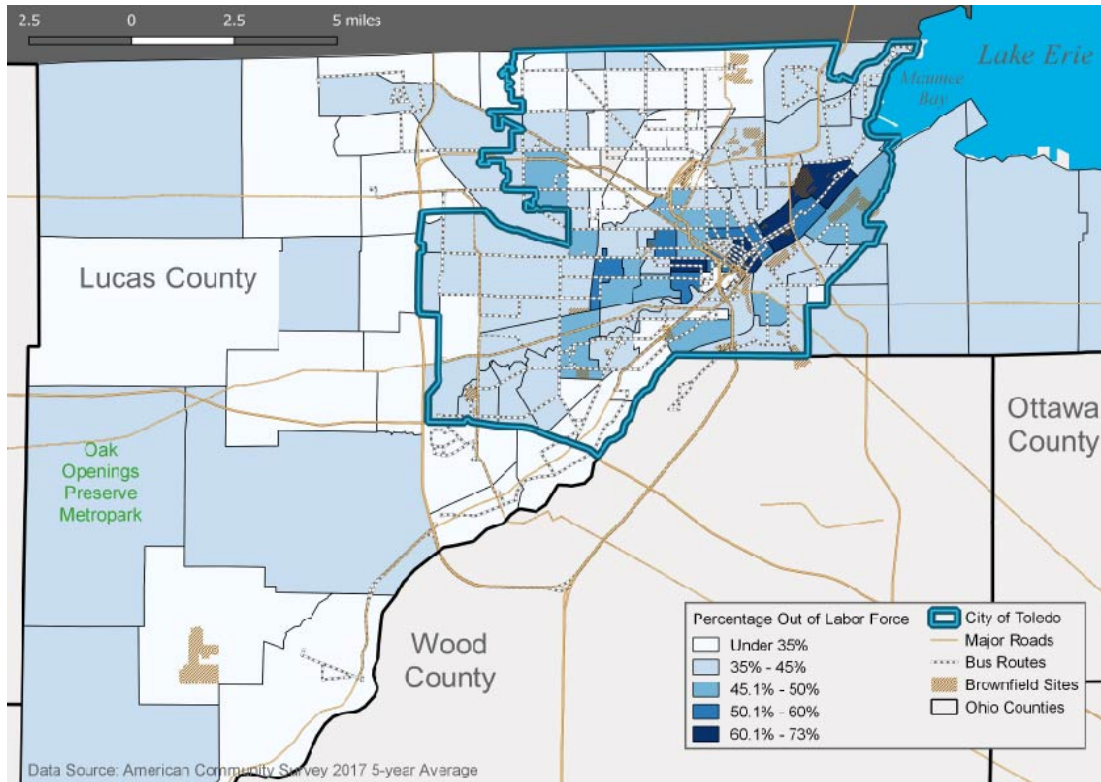 2.5 0 2.5 5 miles
Lake Erie
Maumee
Bay
Lucas County
Oak
Openings
Preserve
Metropark
Ottawa
County
Wood
County
Percentage Out of Labor Force
Under 35%
35% - 45%
45.1% - 50%
50.1% - 60%
60.1% - 73%
City of Toledo
Major Roads
Bus Routes
Brownfield Sites
Ohio Counties
Data Source: American Community Survey 2017 5-year Average